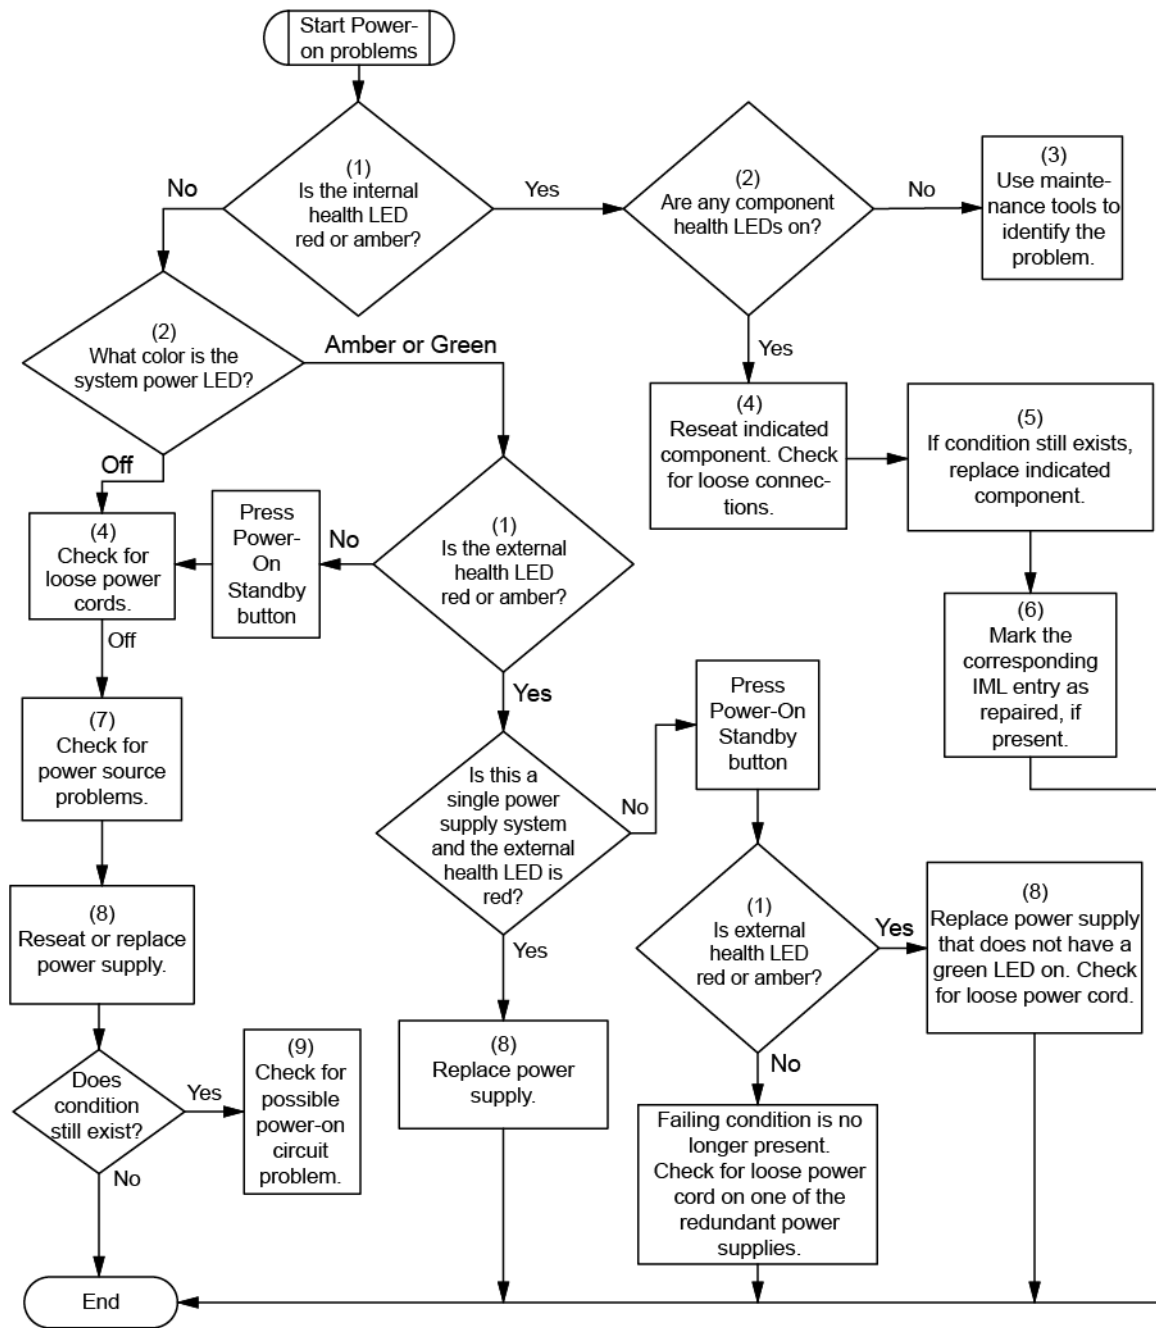 Start Power-
on problems
(1)
Is the internal
health LED
red or amber?
No
Yes
(2)
Are any component
health LEDs on?
No
(3)
Use mainte-
nance tools to
identify the
problem.
(2)
What color is the
system power LED?
Amber or Green
Yes
Off
(4)
Reseat indicated
component. Check
for loose connec-
tions.
(5)
If condition still exists,
replace indicated
component.
(4)
Check for
loose power
cords.
Press
Power-
On
Standby
button
No
(1)
Is the external
health LED
red or amber?
Off
Yes
(6)
Mark the
corresponding
IML entry as
repaired, if
present.
(7)
Check for
power source
problems.
Is this a
single power
supply system
and the external
health LED is
red?
No
Press
Power-On
Standby
button
Yes
(8)
Reseat or replace
power supply.
(1)
Is external
health LED
red or amber?
Yes
(8)
Replace power supply
that does not have a
green LED on. Check
for loose power cord.
No
Does
condition
still exist?
Yes
No
(9)
Check for
possible
power-on
circuit
problem.
(8)
Replace power
supply.
Failing condition is no
longer present.
Check for loose power
cord on one of the
redundant power
supplies.
End